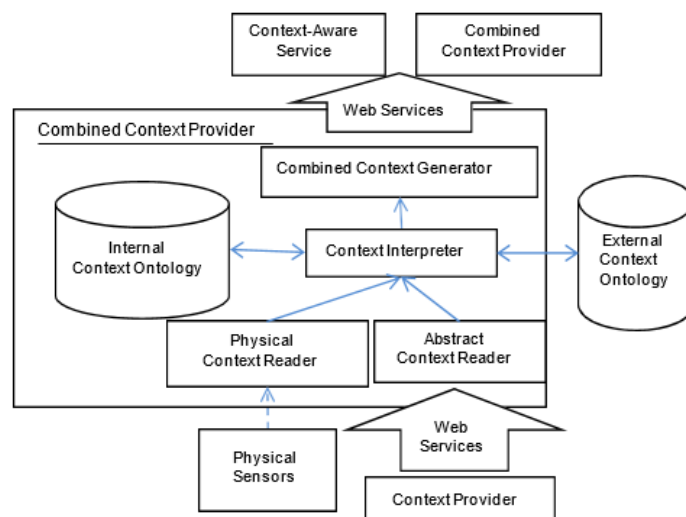 Context-Aware
Service
Combined
Context Provider
Web Services
Combined Context Provider
Combined Context Generator
Internal
Context Ontology
Context Interpreter
External
Context
Ontology
Physical
Context Reader
Abstract
Context Reader
Web
Services
Physical
Sensors
Context Provider